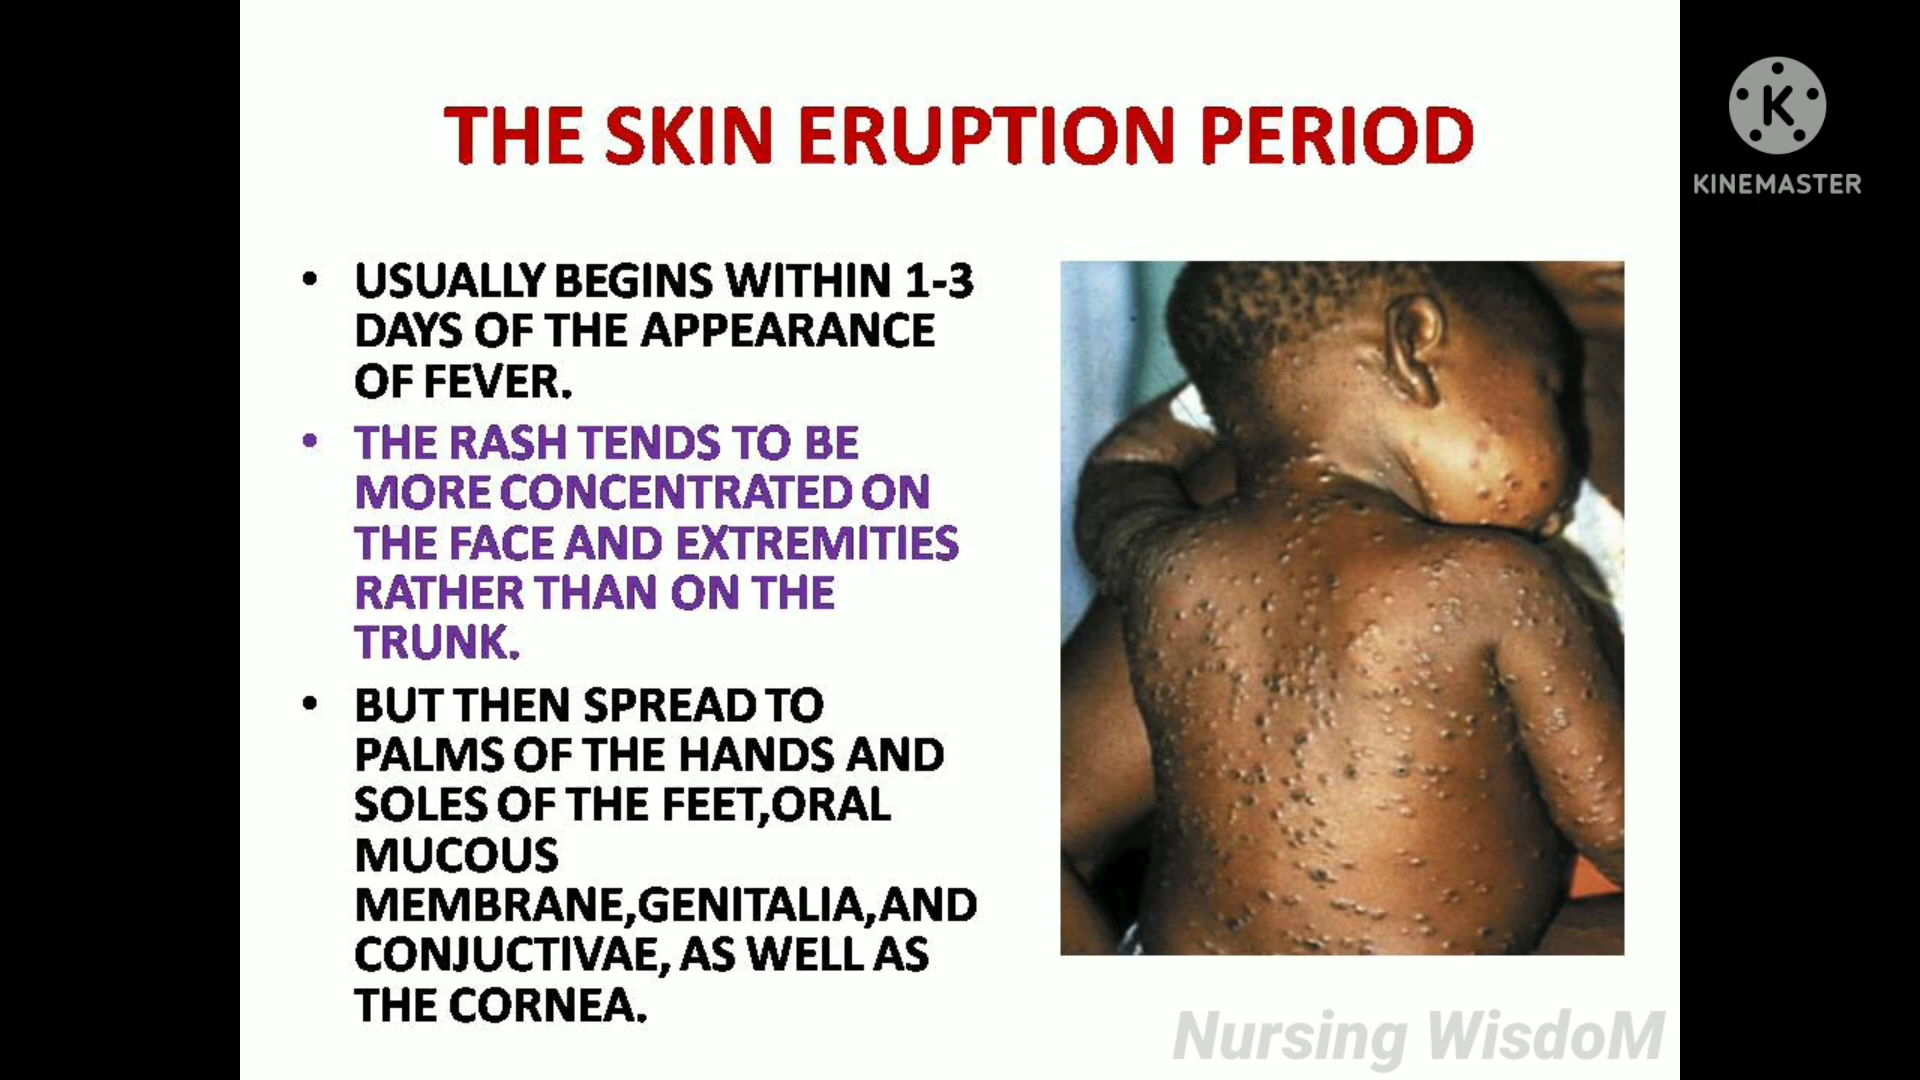 THE SKIN ERUPTION PERIOD
K
KINEMASTER
• USUALLY BEGINS WITHIN 1-3
DAYS OF THE APPEARANCE
OF FEVER.
• THE RASH TENDS TO BE
MORE CONCENTRATED ON
THE FACE AND EXTREMITIES
RATHER THAN ON THE
TRUNK.
• BUT THEN SPREAD TO
PALMS OF THE HANDS AND
SOLES OF THE FEET,ORAL
MUCOUS
MEMBRANE,GENITALIA,AND
CONJUCTIVAE, AS WELL AS
THE CORNEA.
Nursing WisdoM